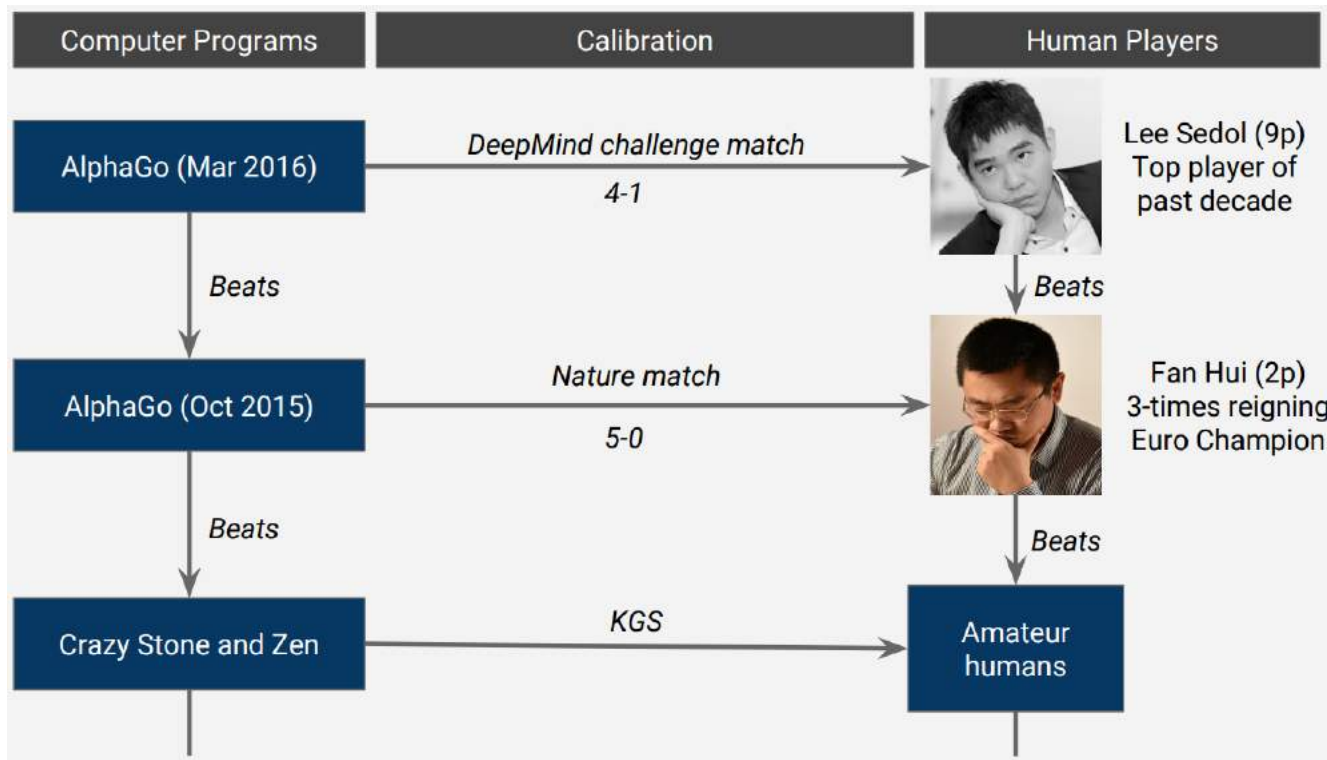 Computer Programs
Calibration
Human Players
AlphaGo (Mar 2016)
DeepMind challenge match
4-1
Lee Sedol (9p)
Top player of
past decade
Beats
Beats
AlphaGo (Oct 2015)
Nature match
5-0
Fan Hui (2p)
3-times reigning
Euro Champion
Beats
Beats
Crazy Stone and Zen
KGS
Amateur
humans